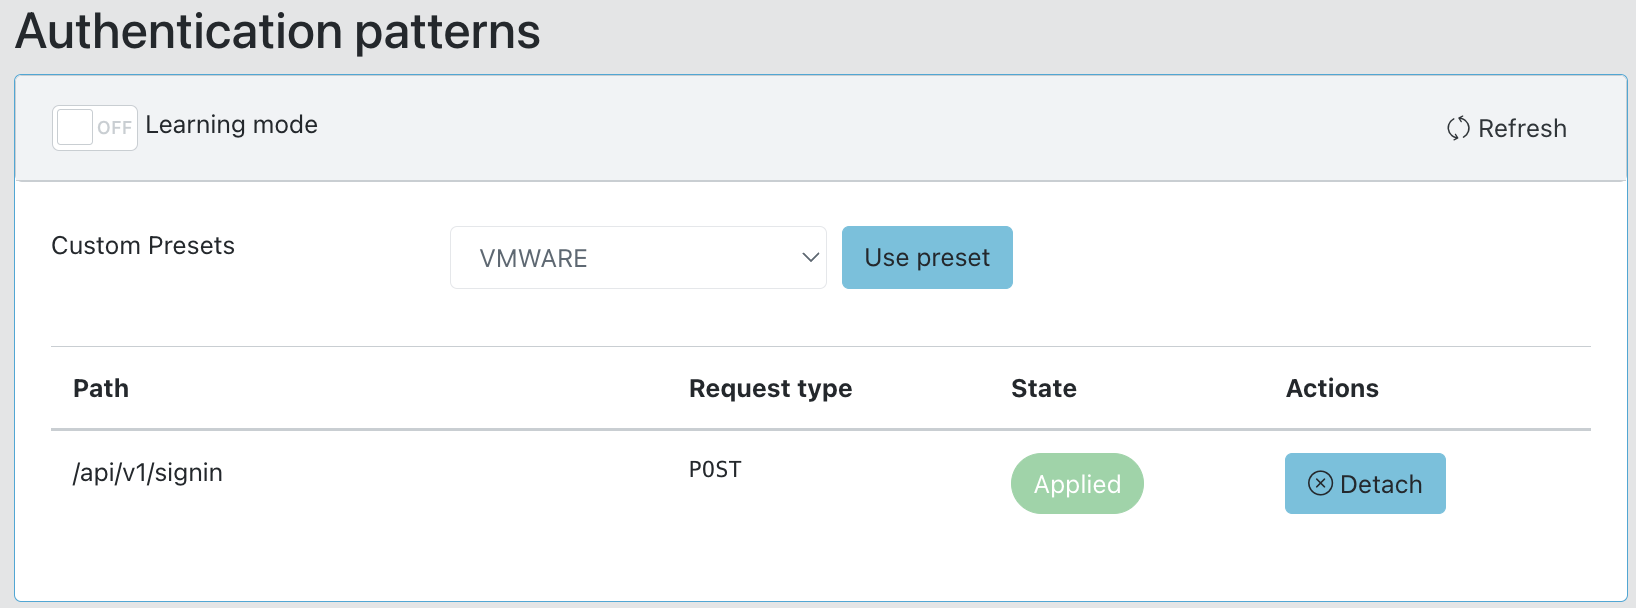 Authentication patterns
OFF Learning mode
Refresh
Custom Presets
VMWARE
Use preset
Path Request type State Actions
/api/v1/signin POST Applied Detach